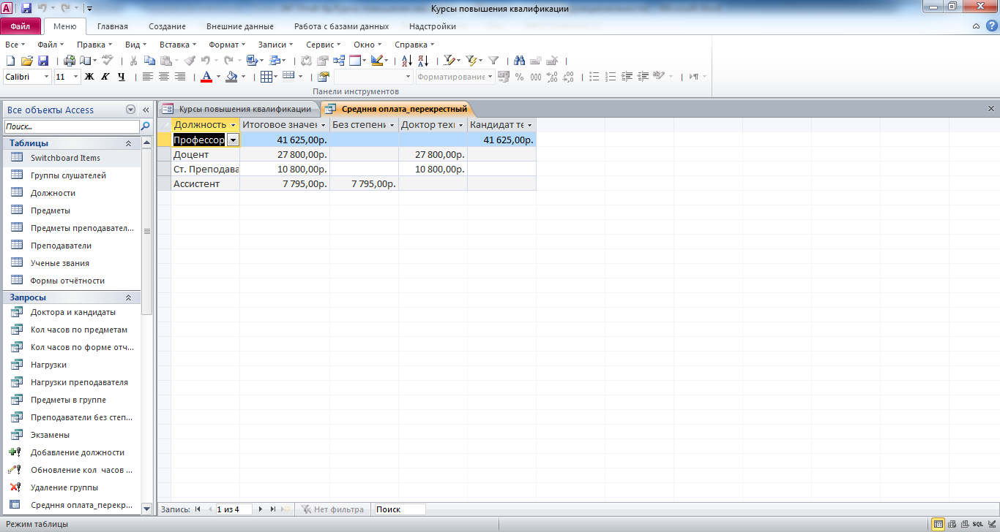 Курсы повышения квалификации
Файл Меню Главная Создание Внешние данные Работа с базами данных Надстройки
Все Файл Правка Вид Вставка Формат Записи Сервис Окно Справка
Calibri 11 Ж К Ч А Форматирование % 000
Панели инструментов
Все объекты Access
Поиск...
Таблицы
Switchboard Items
Группы слушателей
Должности
Предметы
Предметы преподавател...
Преподаватели
Ученые звания
Формы отчётности
Запросы
Доктора и кандидаты
Кол часов по предметам
Кол часов по форме отч...
Нагрузки
Нагрузки преподавателя
Предметы в группе
Преподаватели без степ...
Экзамены
Добавление должности
Обновление кол часов ...
Удаление группы
Средння оплата_перекр...
Курсы повышения квалификации Средння оплата_перекрестный
Должность Итоговое значен Без степени Доктор техн Кандидат те
Профессор 41 625,00р. 41 625,00р.
Доцент 27 800,00р. 27 800,00р.
Ст. Преподава 10 800,00р. 10 800,00р.
Ассистент 7 795,00р. 7 795,00р.
Запись: 1 из 4 Нет фильтра Поиск
Режим таблицы SQL